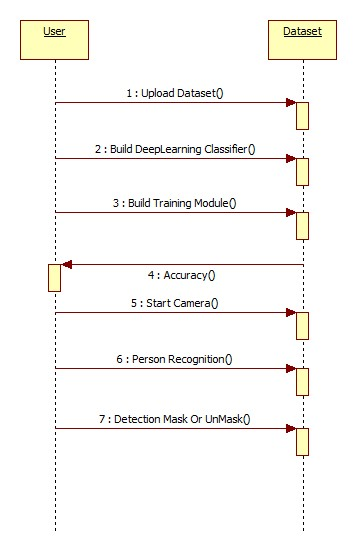 User
Dataset
1 : Upload Dataset()
2 : Build DeepLearning Classifier()
3 : Build Training Module()
4 : Accuracy()
5 : Start Camera()
6 : Person Recognition()
7 : Detection Mask Or UnMask()